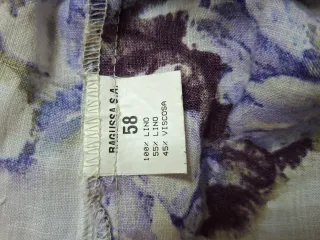 RAGUSSA S.A.
58
100% LINO
55% LINO
45% VISCOSA